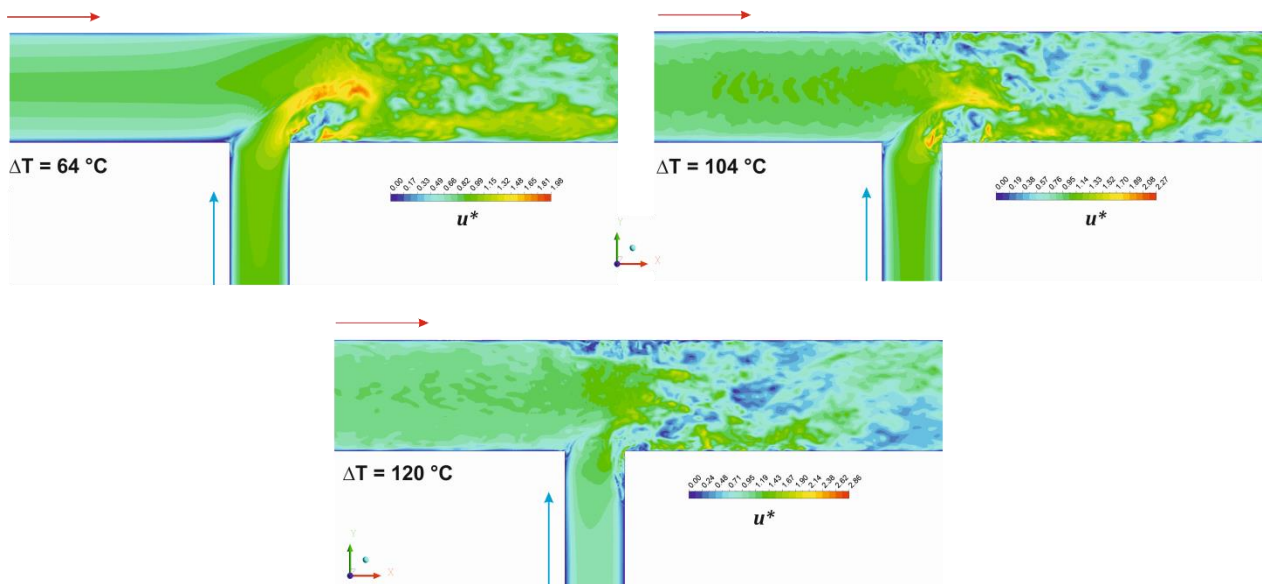 ΔT = 64 °C
0.00 0.17 0.33 0.49 0.66 0.82 0.99 1.15 1.32 1.48 1.65 1.81 1.98
u*
ΔT = 104 °C
0.00 0.19 0.38 0.57 0.76 0.95 1.14 1.33 1.52 1.70 1.89 2.08 2.27
u*
Y
X
ΔT = 120 °C
0.00 0.24 0.48 0.71 0.95 1.19 1.43 1.67 1.90 2.14 2.38 2.62 2.86
u*
Y
X